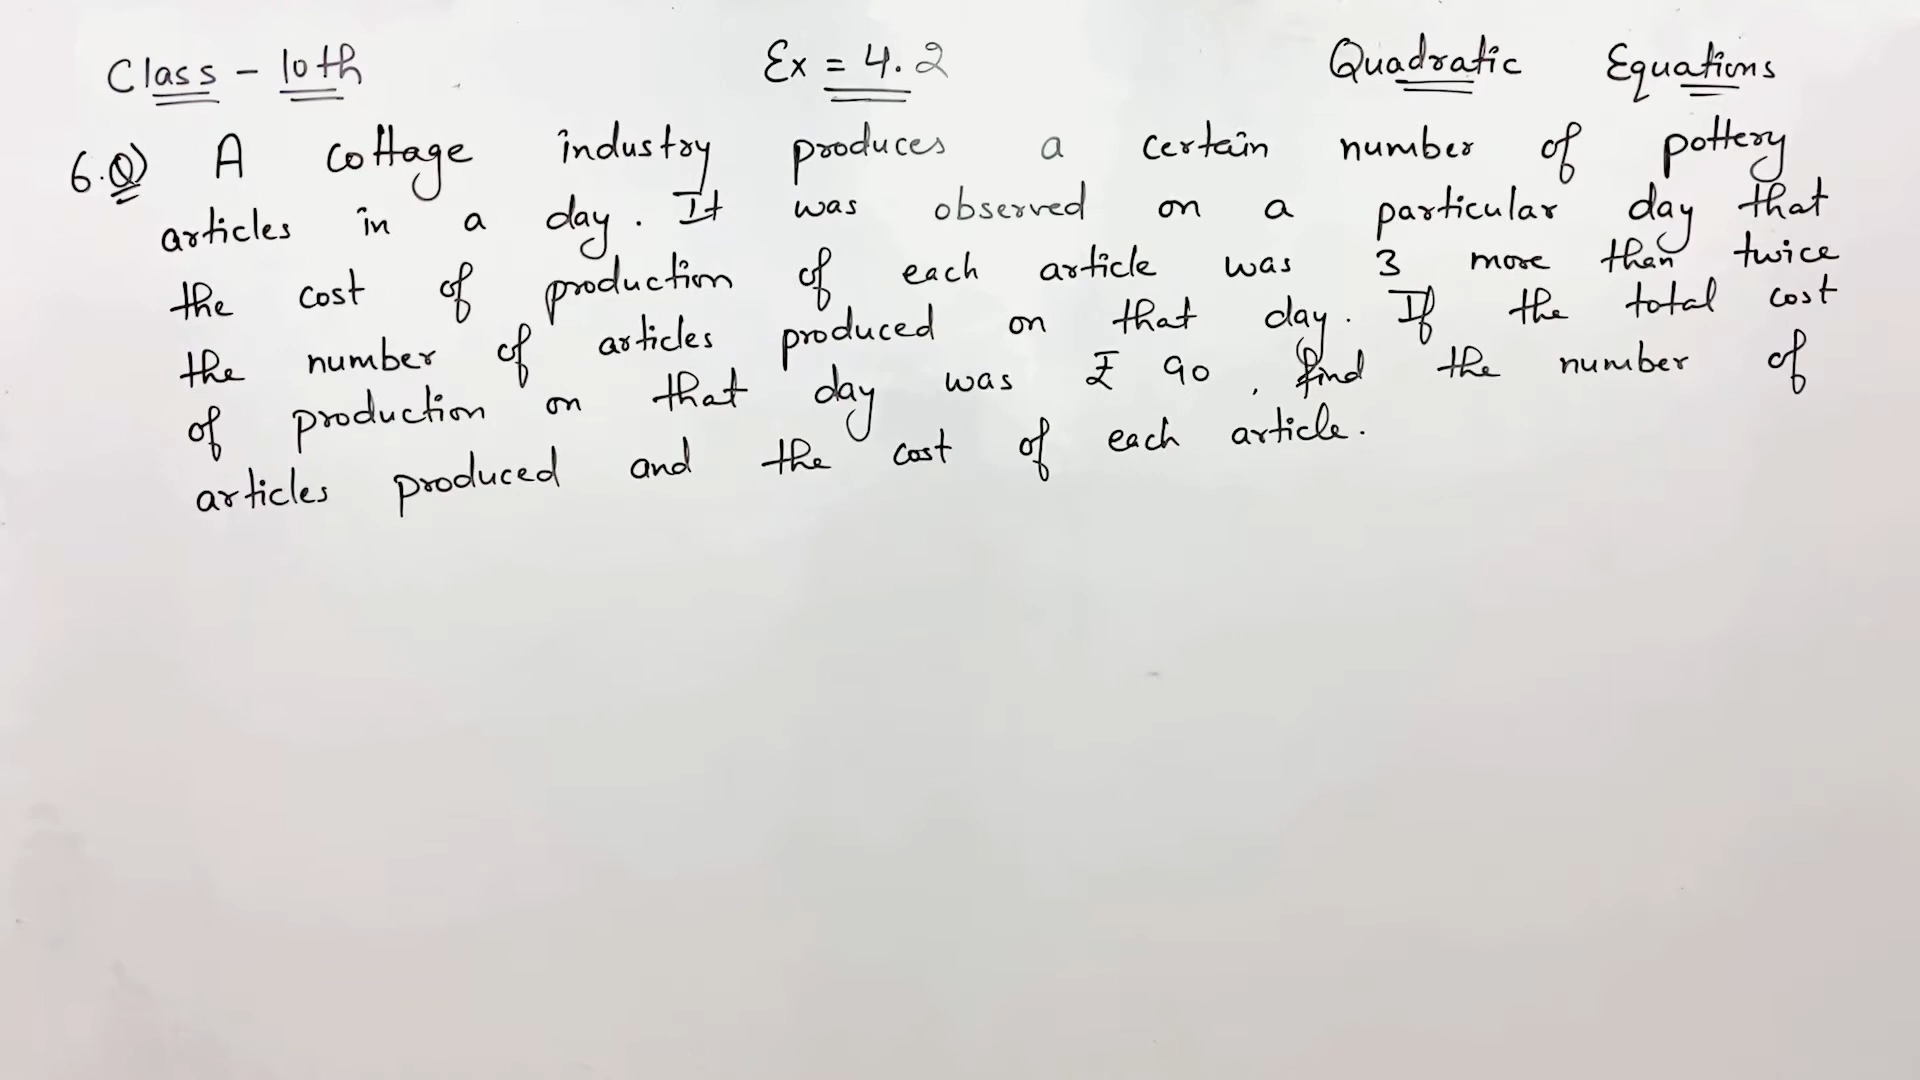 Class - 10th Ex = 4.2 Quadratic Equations
6.Q) A cottage industry produces a certain number of pottery
articles in a day. It was observed on a particular day that
the cost of production of each article was 3 more than twice
the number of articles produced on that day. If the total cost
of production on that day was ₹ 90, find the number of
articles produced and the cost of each article.